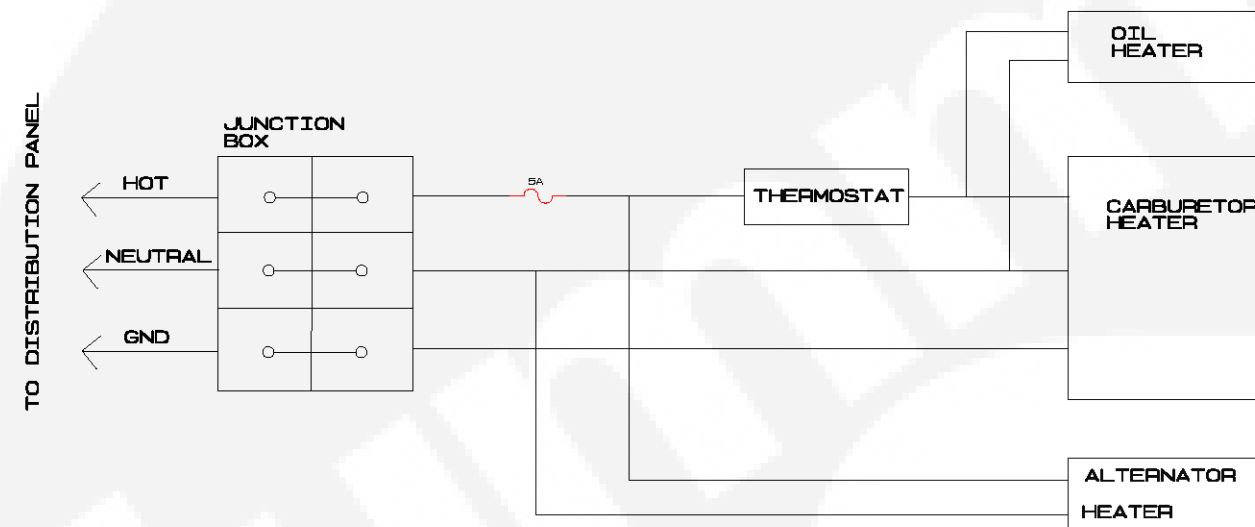 TO DISTRIBUTION PANEL
JUNCTION
BOX
HOT
NEUTRAL
GND
5A
THERMOSTAT
OIL
HEATER
CARBURETOR
HEATER
ALTERNATOR
HEATER